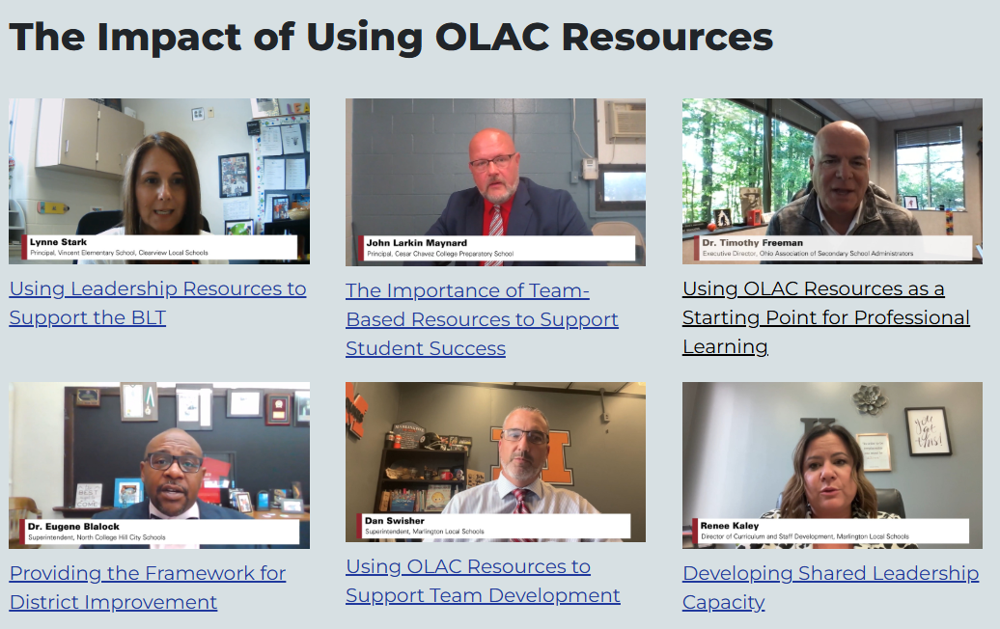 The Impact of Using OLAC Resources
Lynne Stark
Principal, Vincent Elementary School, Clearview Local Schools
John Larkin Maynard
Principal, Cesar Chavez College Preparatory School
Dr. Timothy Freeman
Executive Director, Ohio Association of Secondary School Administrators
Using Leadership Resources to
Support the BLT
The Importance of Team-
Based Resources to Support
Student Success
Using OLAC Resources as a
Starting Point for Professional
Learning
you
got
this!
Dr. Eugene Blalock
Superintendent, North College Hill City Schools
Dan Swisher
Superintendent, Marlington Local Schools
Renee Kaley
Director of Curriculum and Staff Development, Marlington Local Schools
Providing the Framework for
District Improvement
Using OLAC Resources to
Support Team Development
Developing Shared Leadership
Capacity